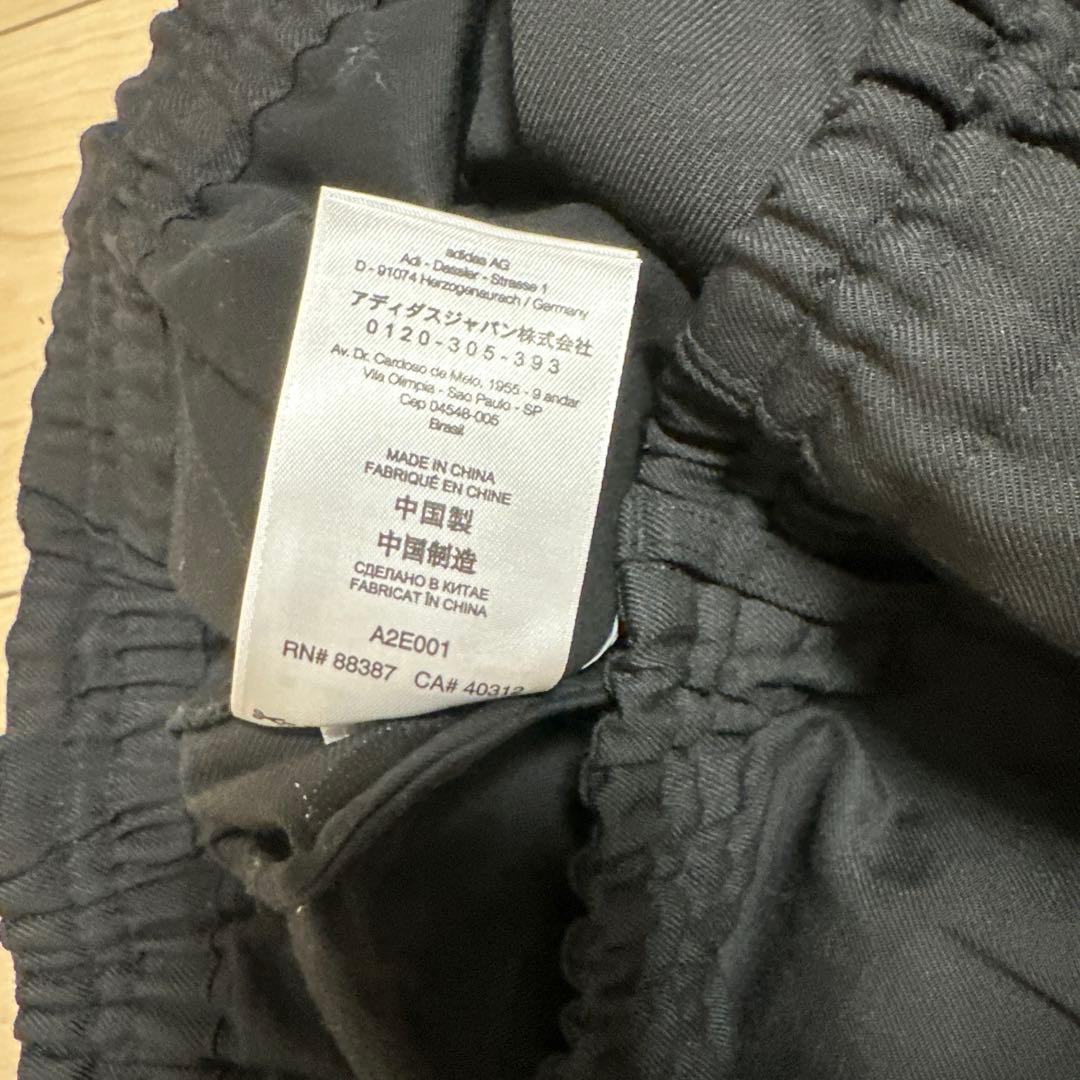 adidas AG
Adi - Dassler - Strasse 1
D - 91074 Herzogenaurach / Germany
アディダスジャパン株式会社
0120-305-393
Av. Dr. Cardoso de Melo, 1955 - 9 andar
Vila Olimpia - Sao Paulo - SP
Cep 04548-005
Brasil
MADE IN CHINA
FABRIQUÉ EN CHINE
中国製
中国制造
СДЕЛАНО В КИТАЕ
FABRICAT ÎN CHINA
A2E001
RN# 88387 CA# 40312